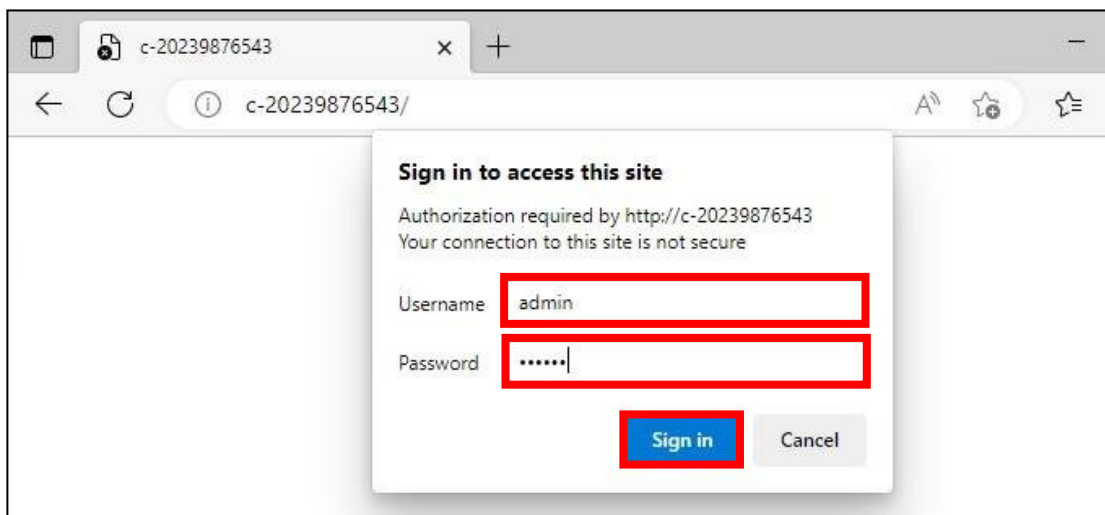 c-20239876543
c-20239876543/
Sign in to access this site
Authorization required by http://c-20239876543
Your connection to this site is not secure
Username admin
Password ••••••
Sign in Cancel